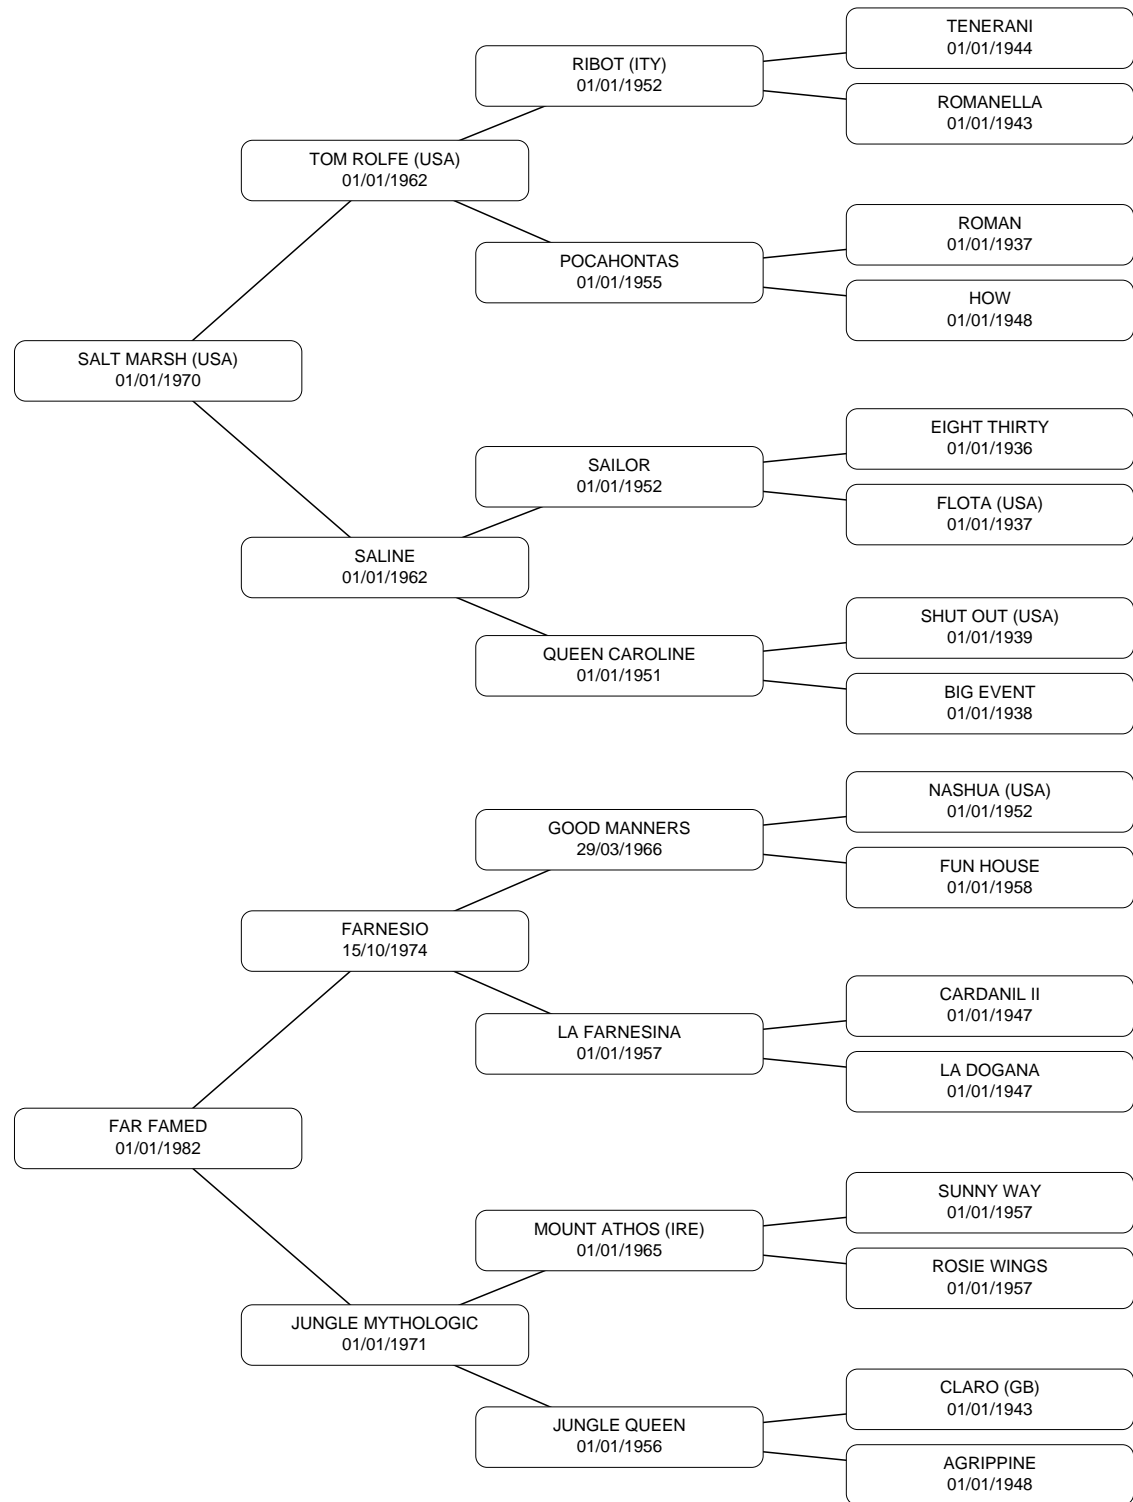 TENERANI
01/01/1944
RIBOT (ITY)
01/01/1952
ROMANELLA
01/01/1943
TOM ROLFE (USA)
01/01/1962
ROMAN
01/01/1937
POCAHONTAS
01/01/1955
HOW
01/01/1948
SALT MARSH (USA)
01/01/1970
EIGHT THIRTY
01/01/1936
SAILOR
01/01/1952
FLOTA (USA)
01/01/1937
SALINE
01/01/1962
SHUT OUT (USA)
01/01/1939
QUEEN CAROLINE
01/01/1951
BIG EVENT
01/01/1938
NASHUA (USA)
01/01/1952
GOOD MANNERS
29/03/1966
FUN HOUSE
01/01/1958
FARNESIO
15/10/1974
CARDANIL II
01/01/1947
LA FARNESINA
01/01/1957
LA DOGANA
01/01/1947
FAR FAMED
01/01/1982
SUNNY WAY
01/01/1957
MOUNT ATHOS (IRE)
01/01/1965
ROSIE WINGS
01/01/1957
JUNGLE MYTHOLOGIC
01/01/1971
CLARO (GB)
01/01/1943
JUNGLE QUEEN
01/01/1956
AGRIPPINE
01/01/1948